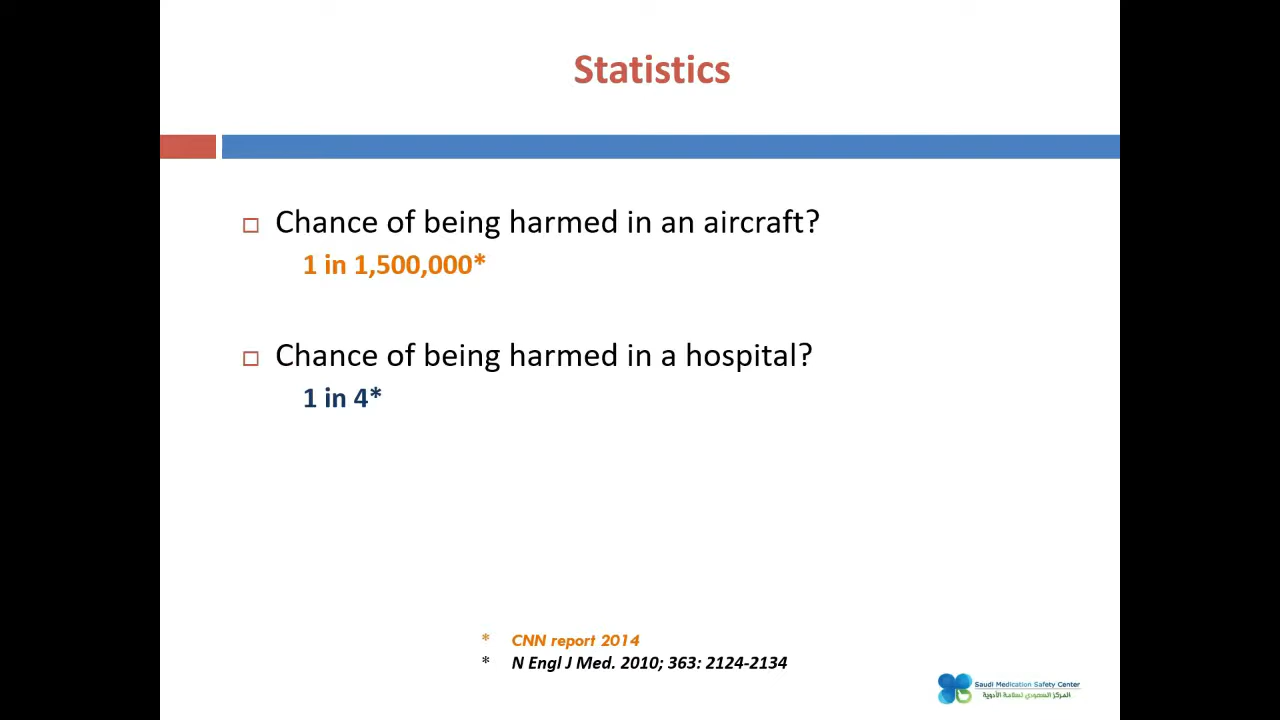 Statistics
Chance of being harmed in an aircraft?
1 in 1,500,000*
Chance of being harmed in a hospital?
1 in 4*
* CNN report 2014
* N Engl J Med. 2010; 363: 2124-2134
Saudi Medication Safety Center
المركز السعودي لسلامة الأدوية